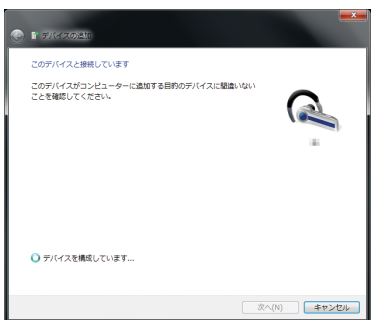 デバイスの追加
このデバイスと接続しています
このデバイスがコンピューターに追加する目的のデバイスに間違いない
ことを確認してください。
デバイスを構成しています...
次へ(N)
キャンセル